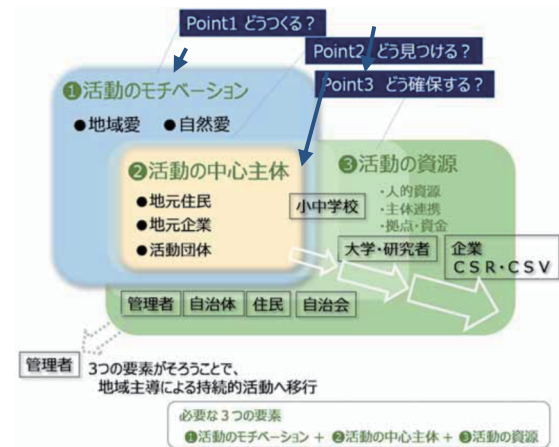 Point1 どうつくる？
Point2 どう見つける？
Point3 どう確保する？
❶活動のモチベーション
●地域愛 ●自然愛
❷活動の中心主体
●地元住民
●地元企業
●活動団体
❸活動の資源
・人的資源
・主体連携
・拠点・資金
小中学校
大学・研究者
企業
ＣＳＲ・ＣＳＶ
管理者 自治体 住民 自治会
管理者
3つの要素がそろうことで、
地域主導による持続的活動へ移行
必要な３つの要素
❶活動のモチベーション ＋ ❷活動の中心主体 ＋ ❸活動の資源